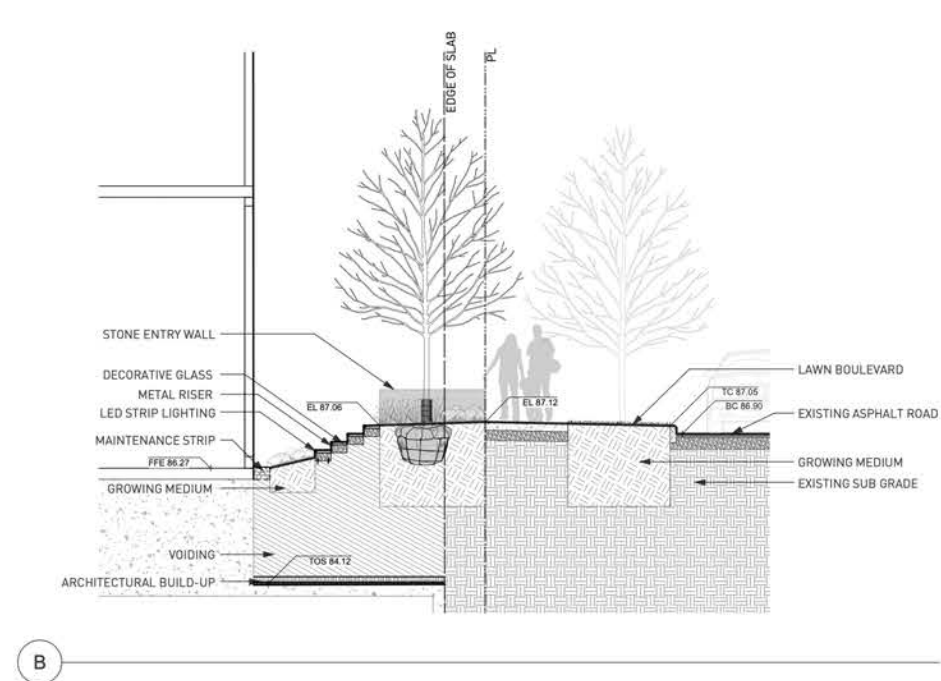 EDGE OF SLAB
PL
STONE ENTRY WALL
DECORATIVE GLASS
METAL RISER
LED STRIP LIGHTING
MAINTENANCE STRIP
FFE 86.27
GROWING MEDIUM
VOIDING
TOS 84.12
ARCHITECTURAL BUILD-UP
EL 87.06
EL 87.12
LAWN BOULEVARD
TC 87.05
BC 86.90
EXISTING ASPHALT ROAD
GROWING MEDIUM
EXISTING SUB GRADE
B